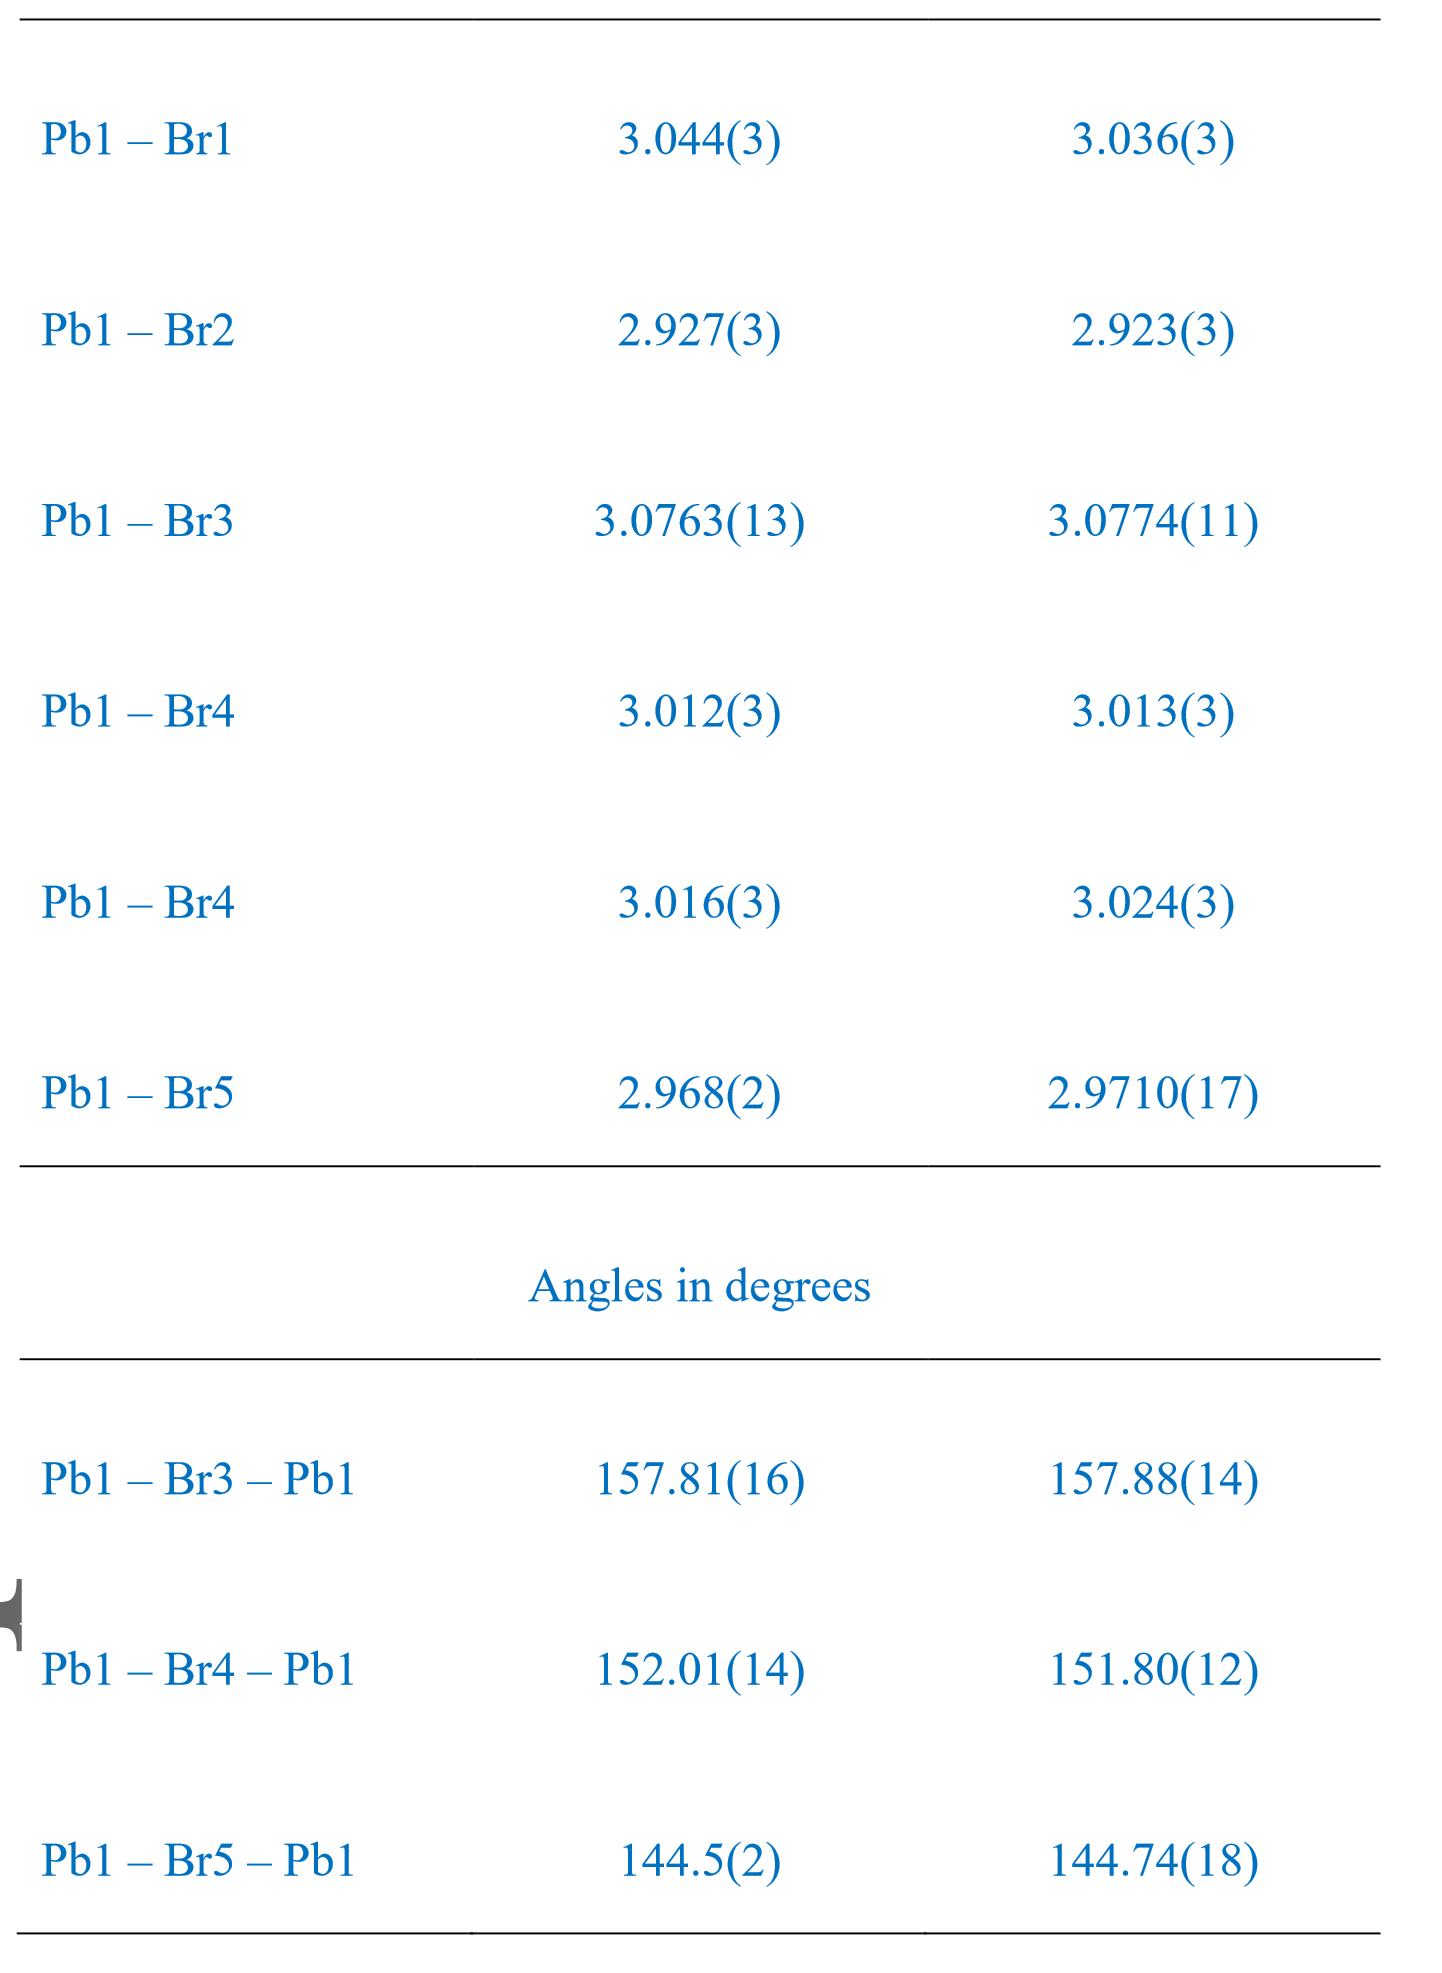 Pb1 – Br1 3.044(3) 3.036(3)
Pb1 – Br2 2.927(3) 2.923(3)
Pb1 – Br3 3.0763(13) 3.0774(11)
Pb1 – Br4 3.012(3) 3.013(3)
Pb1 – Br4 3.016(3) 3.024(3)
Pb1 – Br5 2.968(2) 2.9710(17)
Angles in degrees
Pb1 – Br3 – Pb1 157.81(16) 157.88(14)
Pb1 – Br4 – Pb1 152.01(14) 151.80(12)
Pb1 – Br5 – Pb1 144.5(2) 144.74(18)